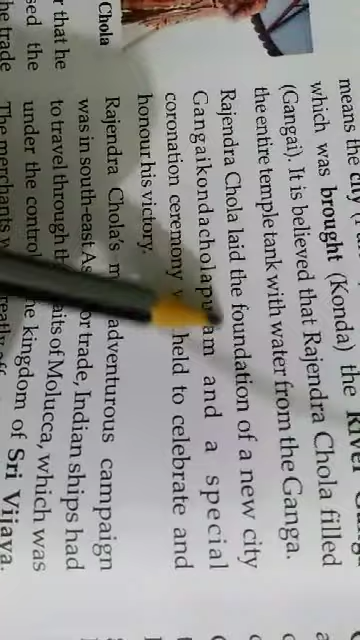 Chola
r that he
sed the
he trade
means the city
which was brought (Konda) the River
(Gangai). It is believed that Rajendra Chola filled
the entire temple tank with water from the Ganga.
Rajendra Chola laid the foundation of a new city
Gangaikondacholapuram and a special
coronation ceremony held to celebrate and
honour his victory.
Rajendra Chola's adventurous campaign
was in south-east As or trade, Indian ships had
to travel through th aits of Molucca, which was
under the control he kingdom of Sri Vijaya.
The merchants